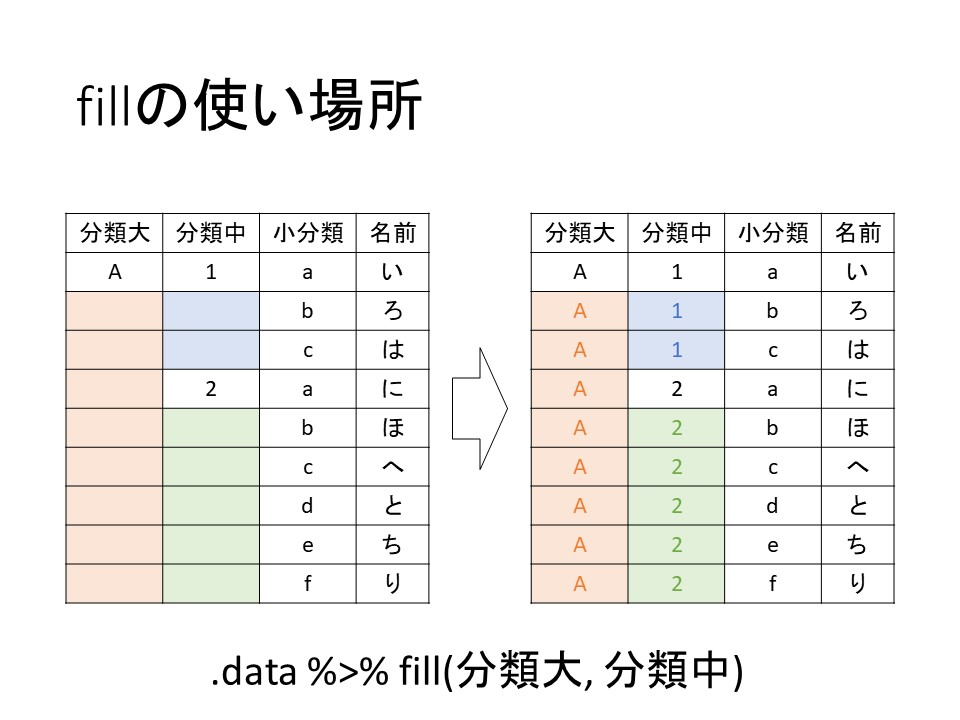 fillの使い場所
分類大 分類中 小分類 名前
A 1 a い
b ろ
c は
2 a に
b ほ
c へ
d と
e ち
f り
分類大 分類中 小分類 名前
A 1 a い
A 1 b ろ
A 1 c は
A 2 a に
A 2 b ほ
A 2 c へ
A 2 d と
A 2 e ち
A 2 f り
.data %>% fill(分類大, 分類中)